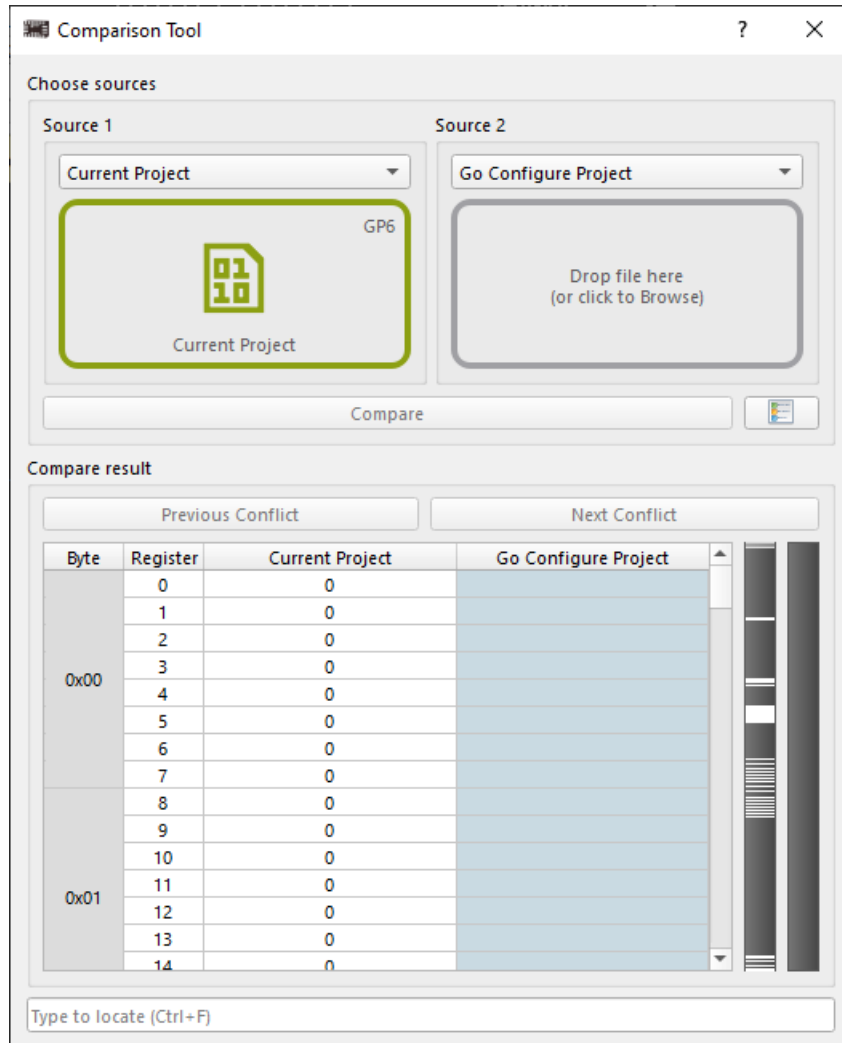 Comparison Tool ?
Choose sources
Source 1 Source 2
Current Project Go Configure Project
GP6
01
10
Drop file here
(or click to Browse)
Current Project
Compare
Compare result
Previous Conflict Next Conflict
Byte Register Current Project Go Configure Project
0 0
1 0
2 0
3 0
0x00
4 0
5 0
6 0
7 0
8 0
9 0
10 0
11 0
0x01
12 0
13 0
14 0
Type to locate (Ctrl+F)